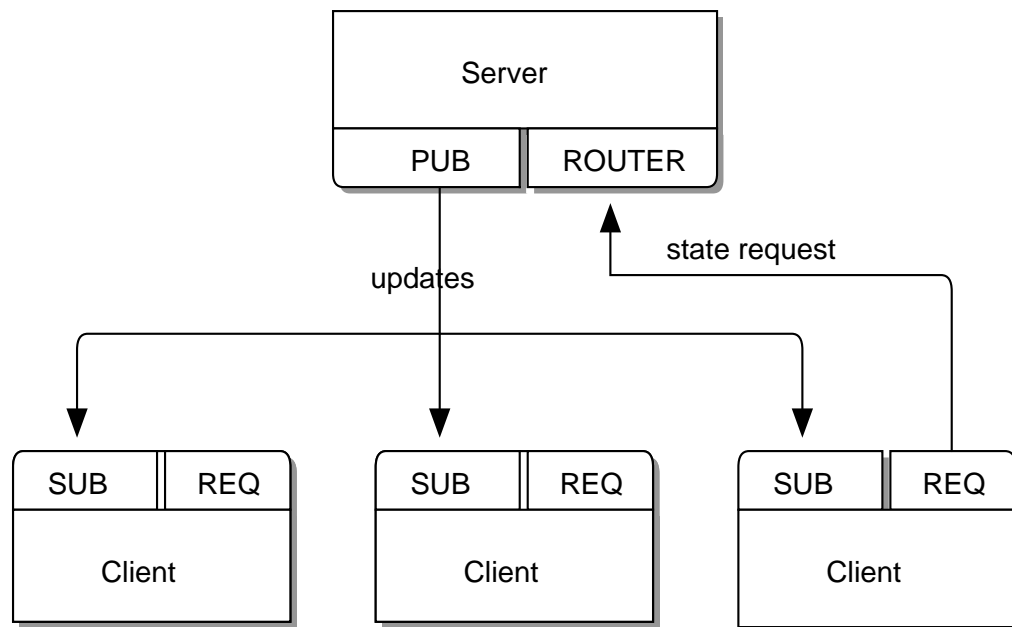 Server
PUB ROUTER
state request
updates
SUB REQ SUB REQ SUB REQ
Client Client Client